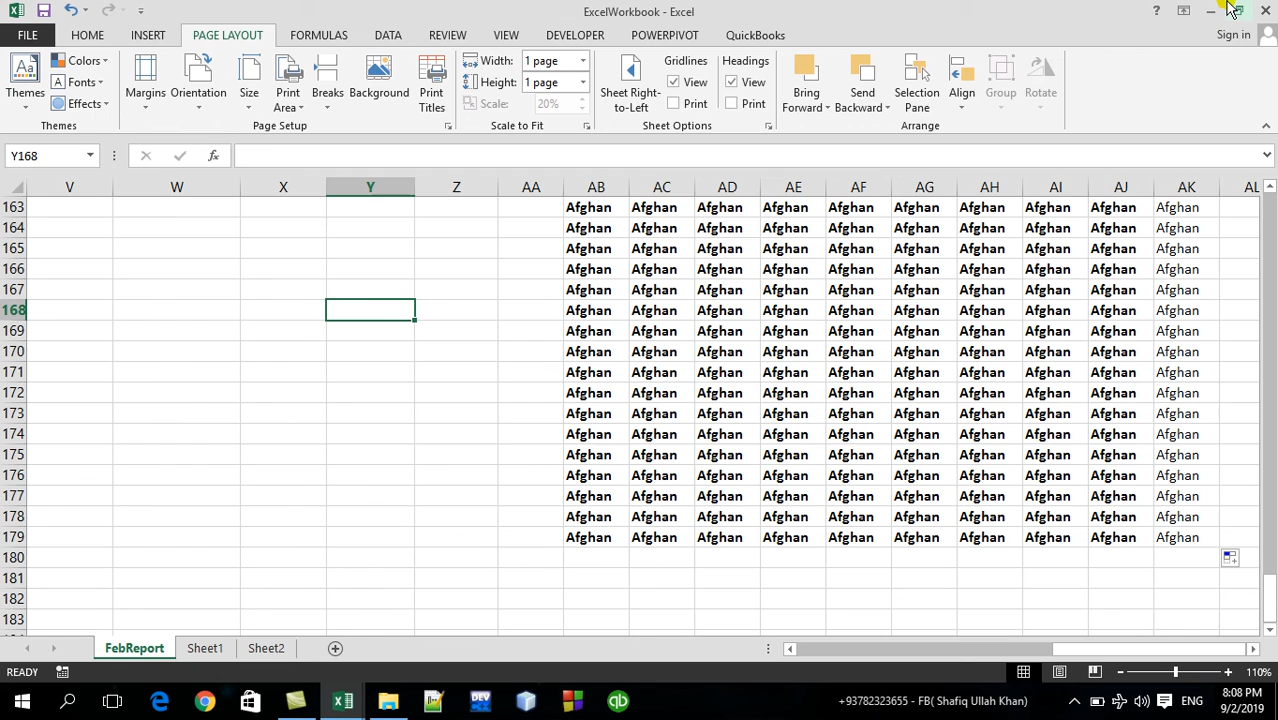 ExcelWorkbook - Excel
?
FILE HOME INSERT PAGE LAYOUT FORMULAS DATA REVIEW VIEW DEVELOPER POWERPIVOT QuickBooks Sign in
Themes Colors Fonts Effects Themes
Margins Orientation Size Print Area Breaks Background Print Titles Page Setup
Width: 1 page
Height: 1 page
Scale: 20%
Scale to Fit
Sheet Right-to-Left
Gridlines View Print
Headings View Print
Sheet Options
Bring Forward Send Backward Selection Pane Align Group Rotate Arrange
Y168 fx
V W X Y Z AA AB AC AD AE AF AG AH AI AJ AK AL
163 Afghan Afghan Afghan Afghan Afghan Afghan Afghan Afghan Afghan Afghan
164 Afghan Afghan Afghan Afghan Afghan Afghan Afghan Afghan Afghan Afghan
165 Afghan Afghan Afghan Afghan Afghan Afghan Afghan Afghan Afghan Afghan
166 Afghan Afghan Afghan Afghan Afghan Afghan Afghan Afghan Afghan Afghan
167 Afghan Afghan Afghan Afghan Afghan Afghan Afghan Afghan Afghan Afghan
168 Afghan Afghan Afghan Afghan Afghan Afghan Afghan Afghan Afghan Afghan
169 Afghan Afghan Afghan Afghan Afghan Afghan Afghan Afghan Afghan Afghan
170 Afghan Afghan Afghan Afghan Afghan Afghan Afghan Afghan Afghan Afghan
171 Afghan Afghan Afghan Afghan Afghan Afghan Afghan Afghan Afghan Afghan
172 Afghan Afghan Afghan Afghan Afghan Afghan Afghan Afghan Afghan Afghan
173 Afghan Afghan Afghan Afghan Afghan Afghan Afghan Afghan Afghan Afghan
174 Afghan Afghan Afghan Afghan Afghan Afghan Afghan Afghan Afghan Afghan
175 Afghan Afghan Afghan Afghan Afghan Afghan Afghan Afghan Afghan Afghan
176 Afghan Afghan Afghan Afghan Afghan Afghan Afghan Afghan Afghan Afghan
177 Afghan Afghan Afghan Afghan Afghan Afghan Afghan Afghan Afghan Afghan
178 Afghan Afghan Afghan Afghan Afghan Afghan Afghan Afghan Afghan Afghan
179 Afghan Afghan Afghan Afghan Afghan Afghan Afghan Afghan Afghan Afghan
180
181
182
183
FebReport Sheet1 Sheet2
READY 110%
+93782323655 - FB( Shafiq Ullah Khan) ENG 8:08 PM
9/2/2019